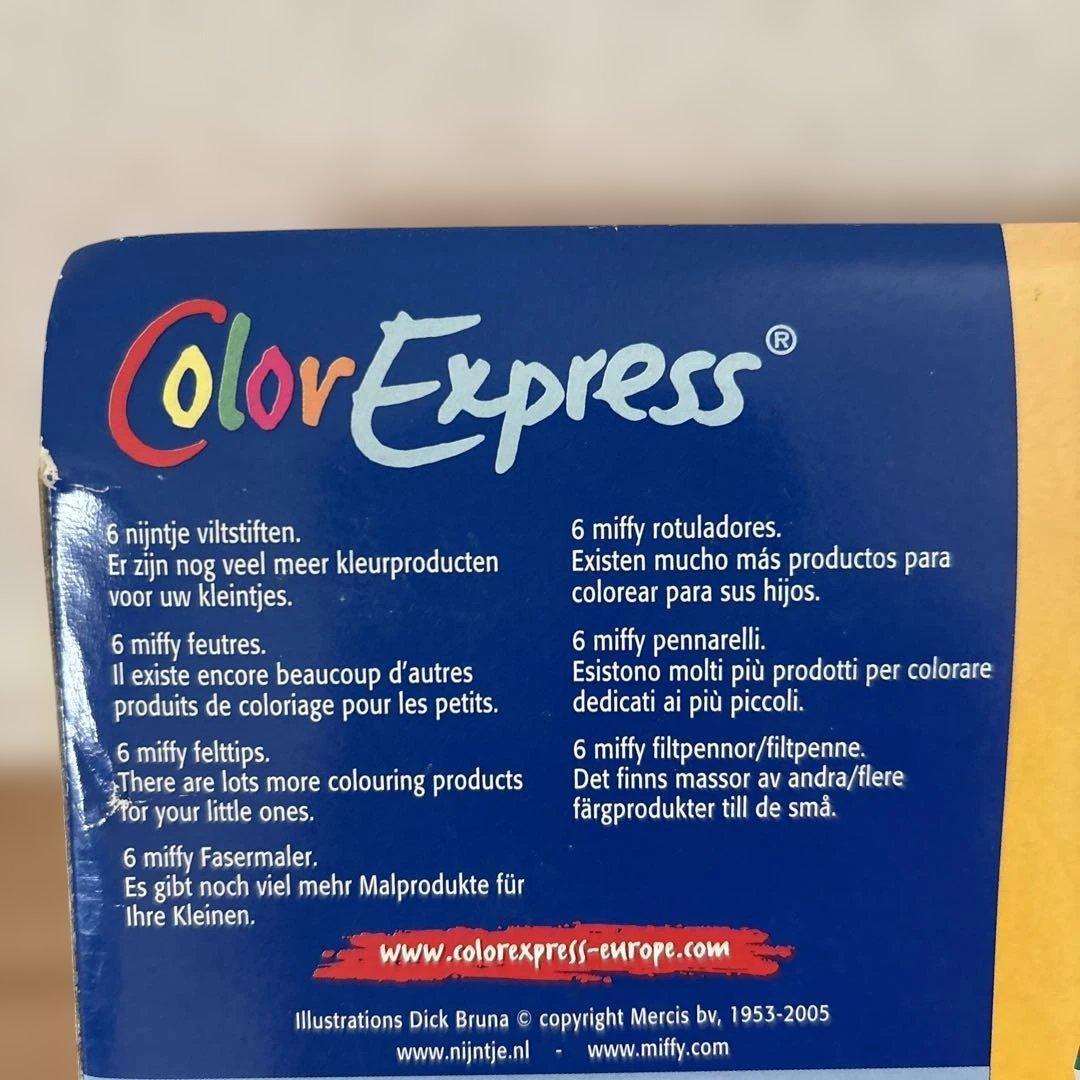 ColorExpress®
6 nijntje viltstiften.
Er zijn nog veel meer kleurproducten
voor uw kleintjes.
6 miffy feutres.
Il existe encore beaucoup d'autres
produits de coloriage pour les petits.
6 miffy felttips.
There are lots more colouring products
for your little ones.
6 miffy Fasermaler.
Es gibt noch viel mehr Malprodukte für
Ihre Kleinen.
6 miffy rotuladores.
Existen mucho más productos para
colorear para sus hijos.
6 miffy pennarelli.
Esistono molti più prodotti per colorare
dedicati ai più piccoli.
6 miffy filtpennor/filtpenne.
Det finns massor av andra/flere
färgprodukter till de små.
www.colorexpress-europe.com
Illustrations Dick Bruna © copyright Mercis bv, 1953-2005
www.nijntje.nl - www.miffy.com